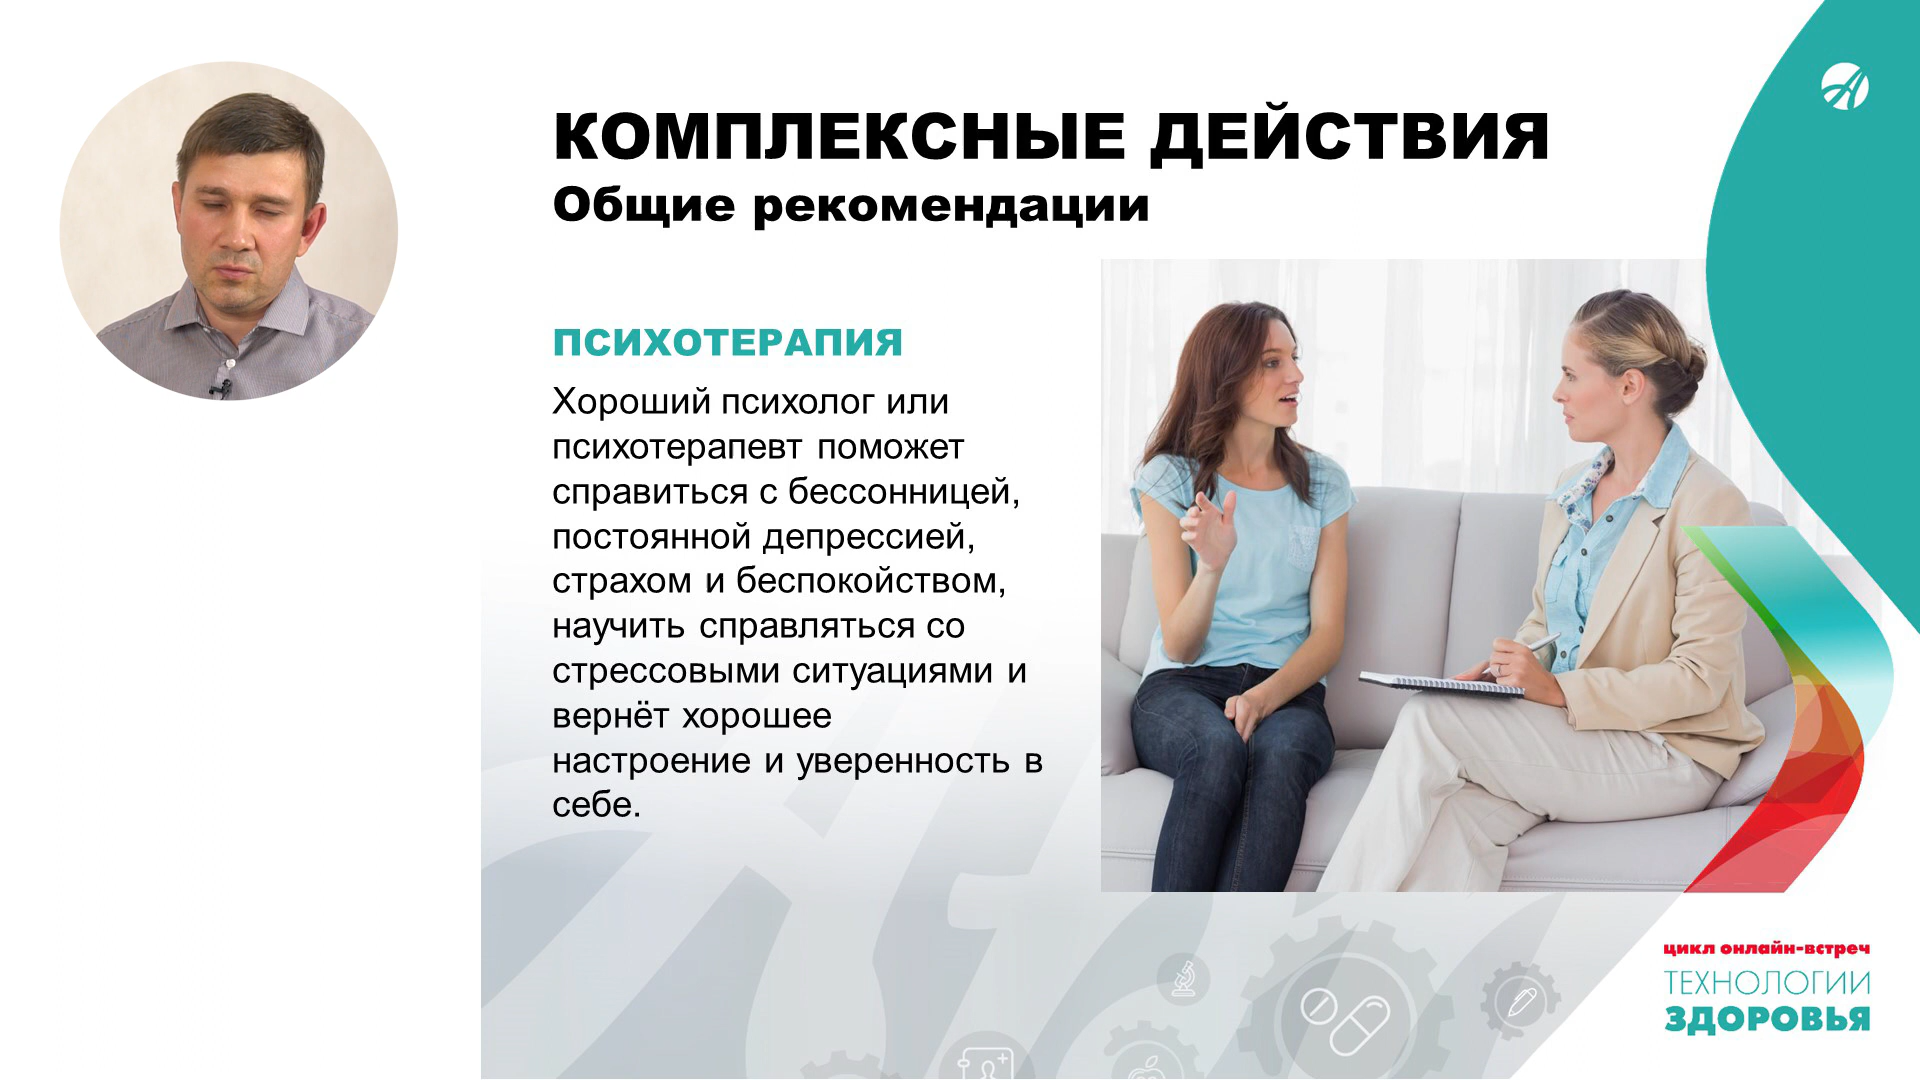 КОМПЛЕКСНЫЕ ДЕЙСТВИЯ
Общие рекомендации
ПСИХОТЕРАПИЯ
Хороший психолог или
психотерапевт поможет
справиться с бессонницей,
постоянной депрессией,
страхом и беспокойством,
научить справляться со
стрессовыми ситуациями и
вернёт хорошее
настроение и уверенность в
себе.
цикл онлайн-встреч
ТЕХНОЛОГИИ
ЗДОРОВЬЯ